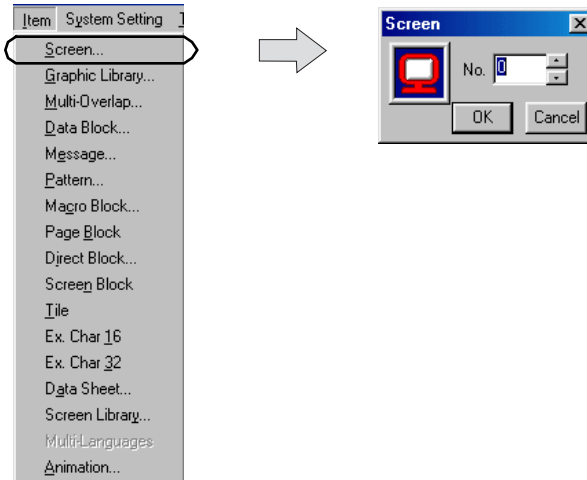 Item System Setting
Screen...
Graphic Library...
Multi-Overlap...
Data Block...
Message...
Pattern...
Macro Block...
Page Block
Direct Block...
Screen Block
Tile
Ex. Char 16
Ex. Char 32
Data Sheet...
Screen Library...
Multi-Languages
Animation...
Screen
No. 0
OK Cancel